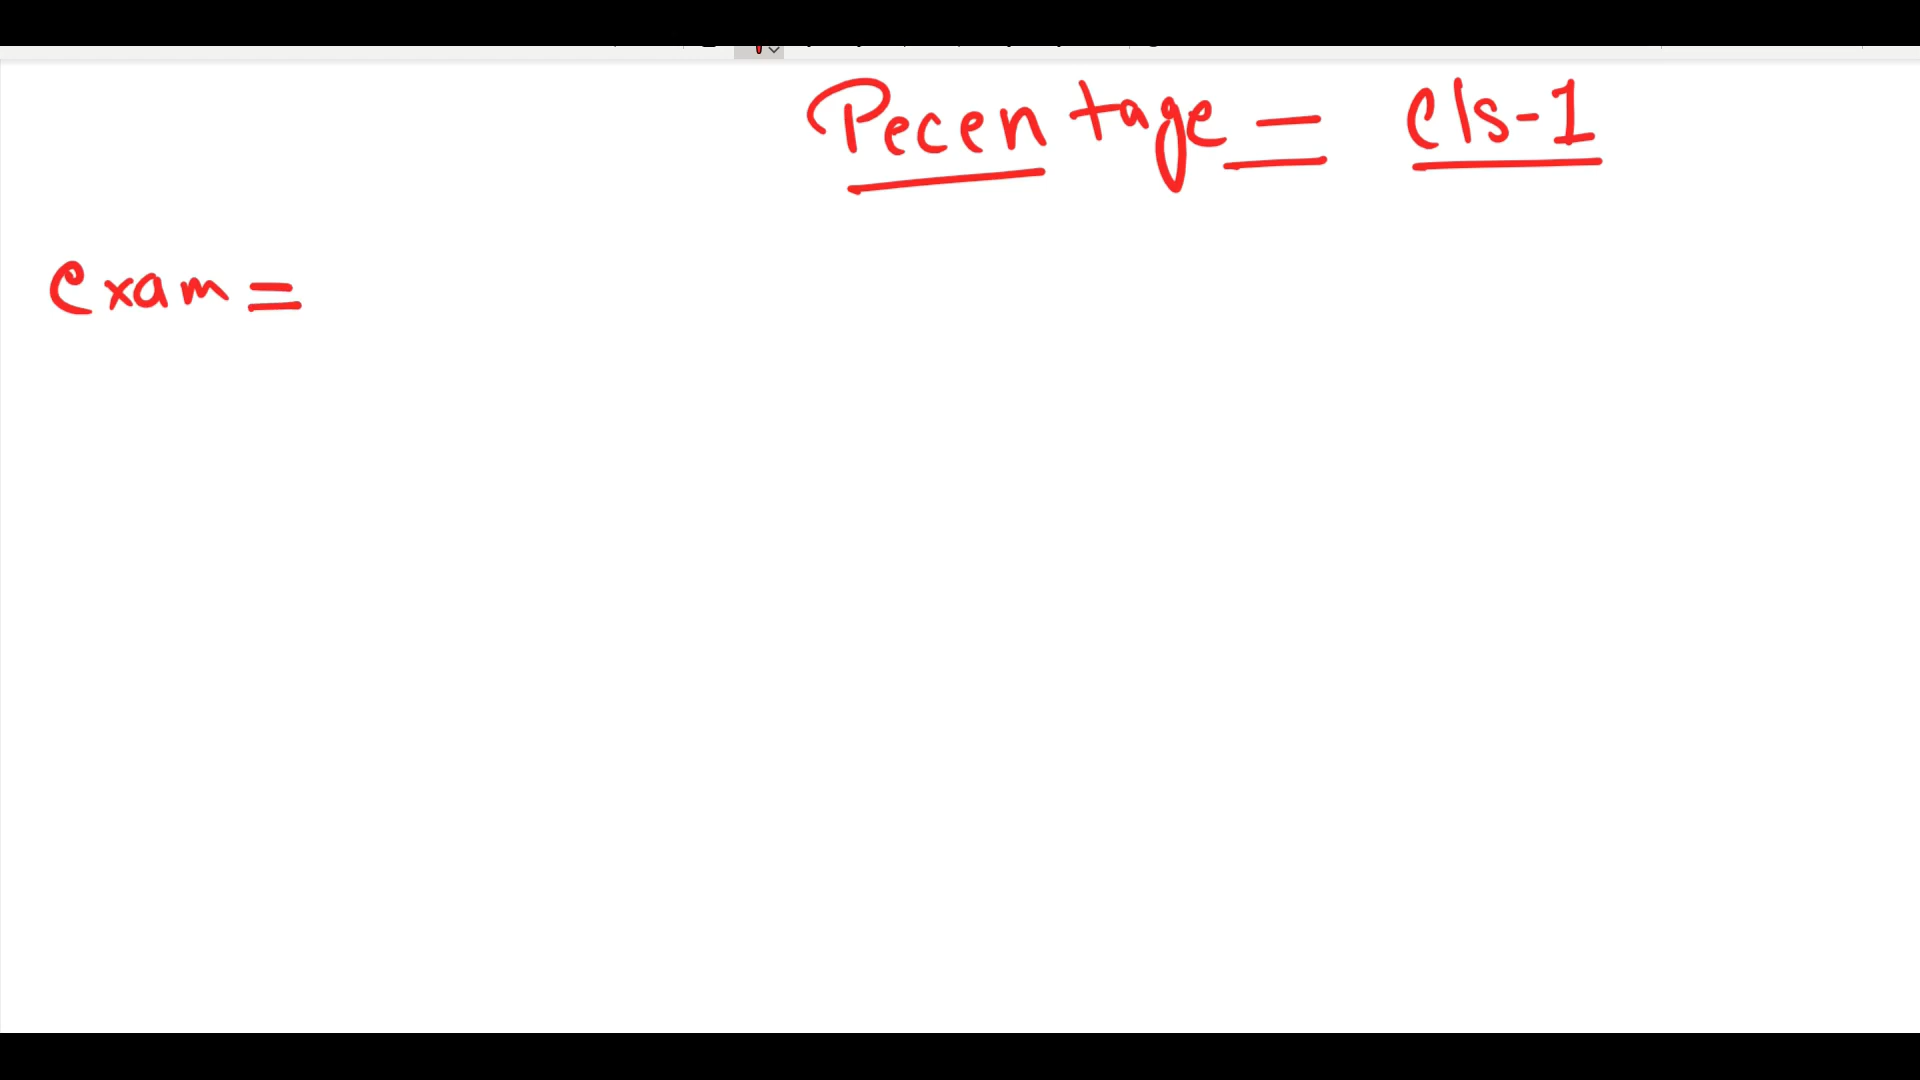 Pecentage = cls-1
exam =